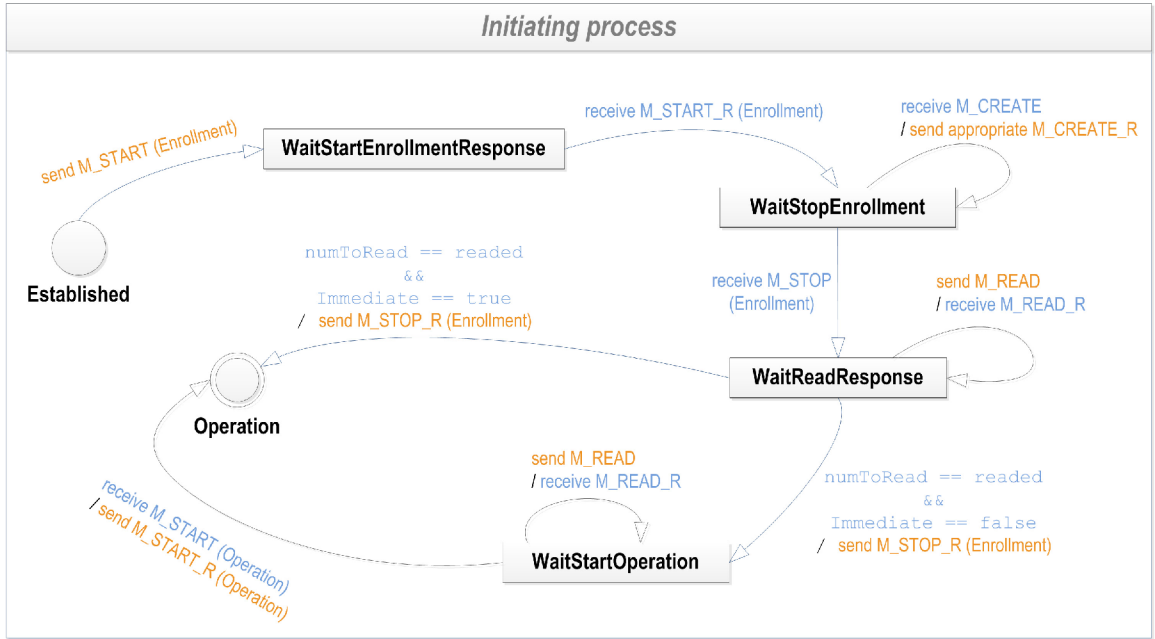 Initiating process
send M_START (Enrollment)
WaitStartEnrollmentResponse
receive M_START_R (Enrollment)
receive M_CREATE
/ send appropriate M_CREATE_R
WaitStopEnrollment
Established
numToRead == readed
&&
Immediate == true
/ send M_STOP_R (Enrollment)
receive M_STOP
(Enrollment)
send M_READ
/ receive M_READ_R
WaitReadResponse
Operation
send M_READ
/ receive M_READ_R
numToRead == readed
&&
Immediate == false
/ send M_STOP_R (Enrollment)
receive M_START (Operation)
/ send M_START_R (Operation)
WaitStartOperation